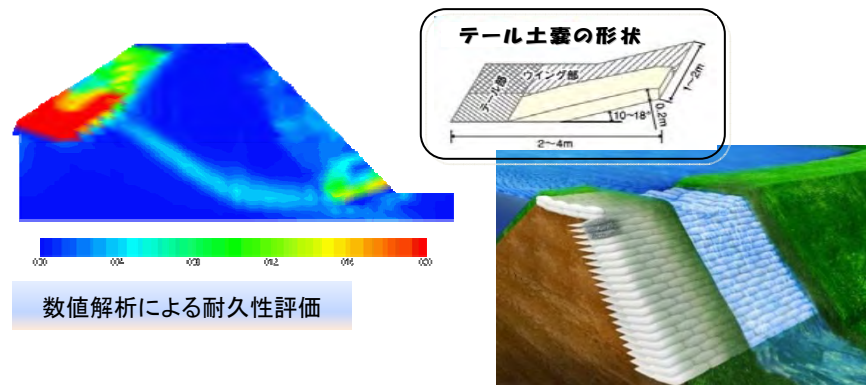 テール土嚢の形状
ウイング部
テール部
1～2m
0.2m
10~18°
2～4m
数値解析による耐久性評価